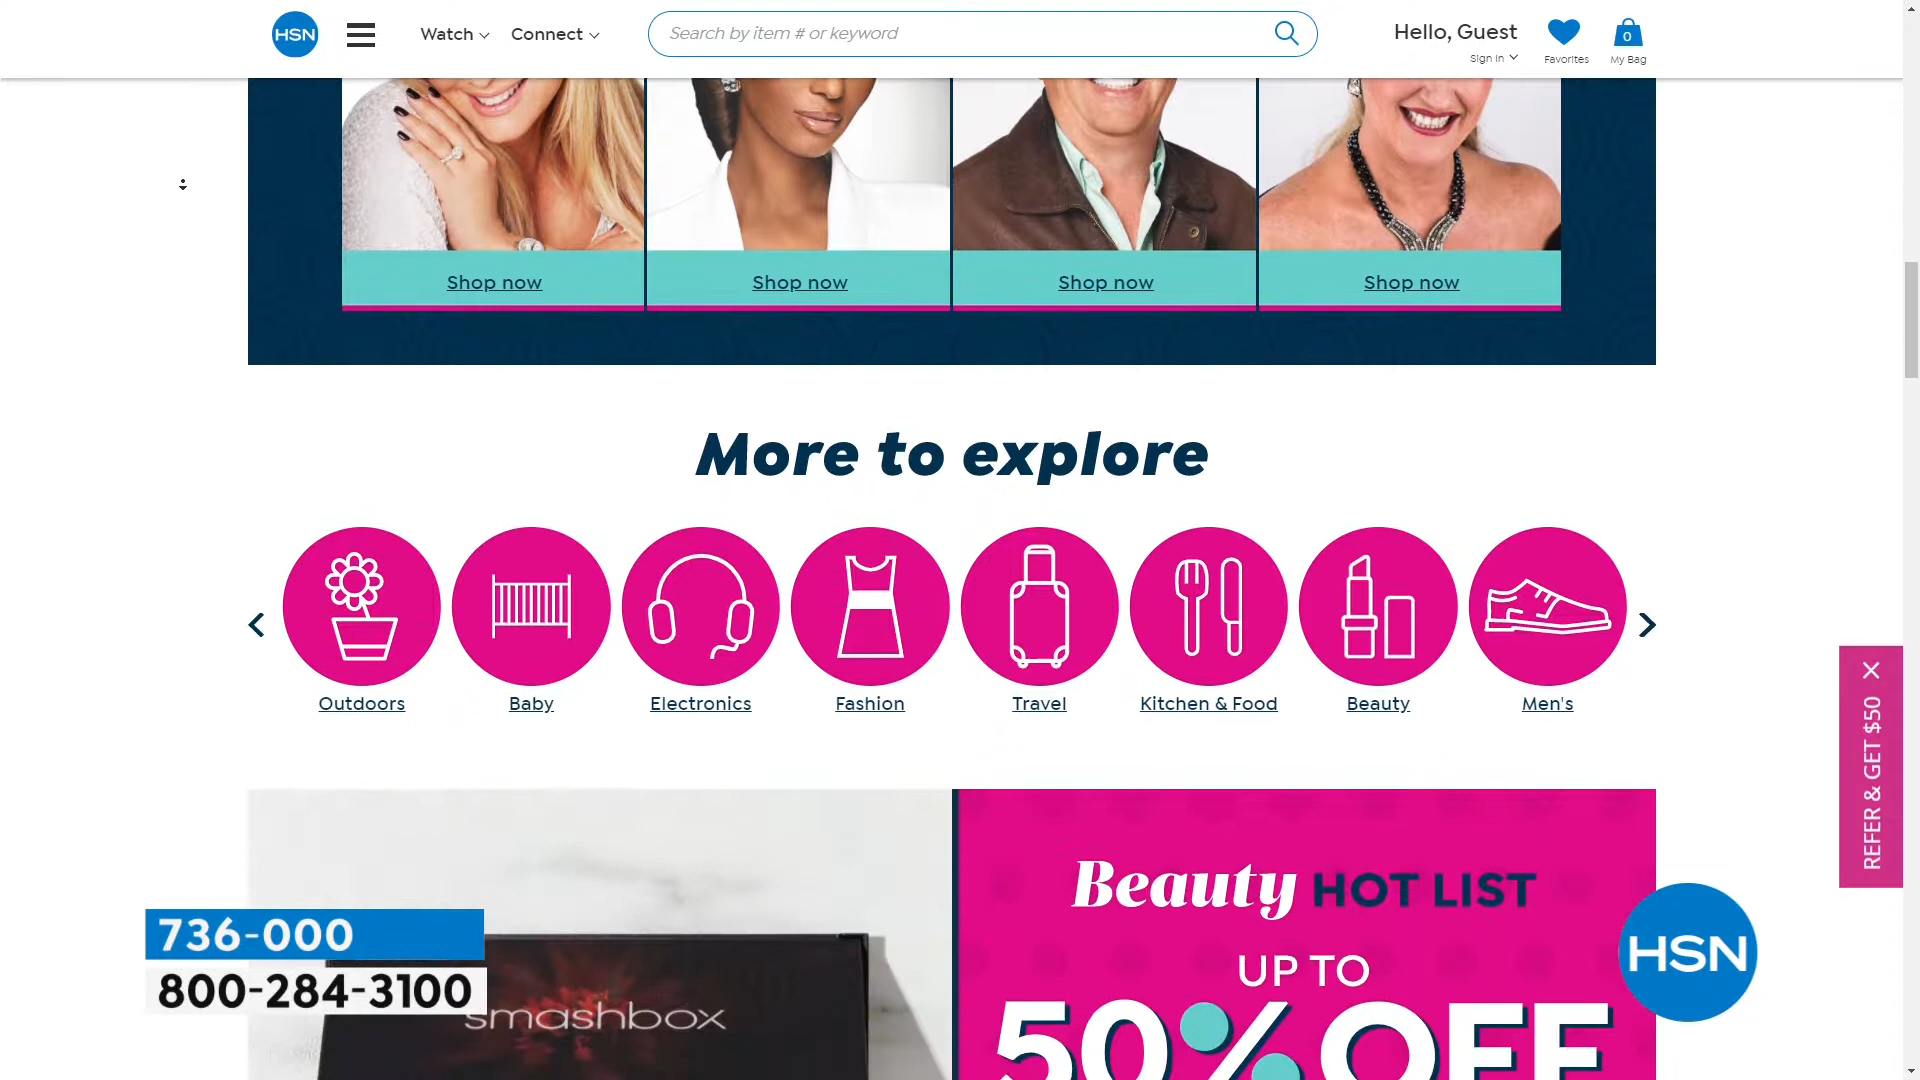 HSN
Watch
Connect
Search by item # or keyword
Hello, Guest
Sign In
Favorites
0
My Bag
Shop now
Shop now
Shop now
Shop now
More to explore
Outdoors
Baby
Electronics
Fashion
Travel
Kitchen & Food
Beauty
Men's
REFER & GET $50
Beauty HOT LIST
UP TO
50% OFF
736-000
800-284-3100
smashbox
HSN